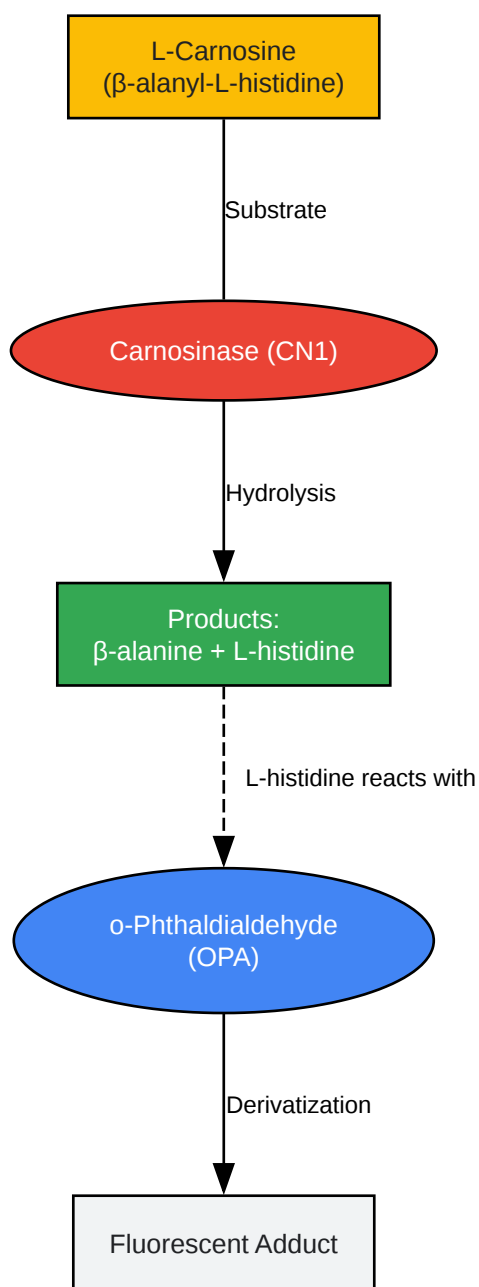 L-Carnosine
(β-alanyl-L-histidine)
Substrate
Carnosinase (CN1)
Hydrolysis
Products:
β-alanine + L-histidine
L-histidine reacts with
o-Phthaldialdehyde
(OPA)
Derivatization
Fluorescent Adduct